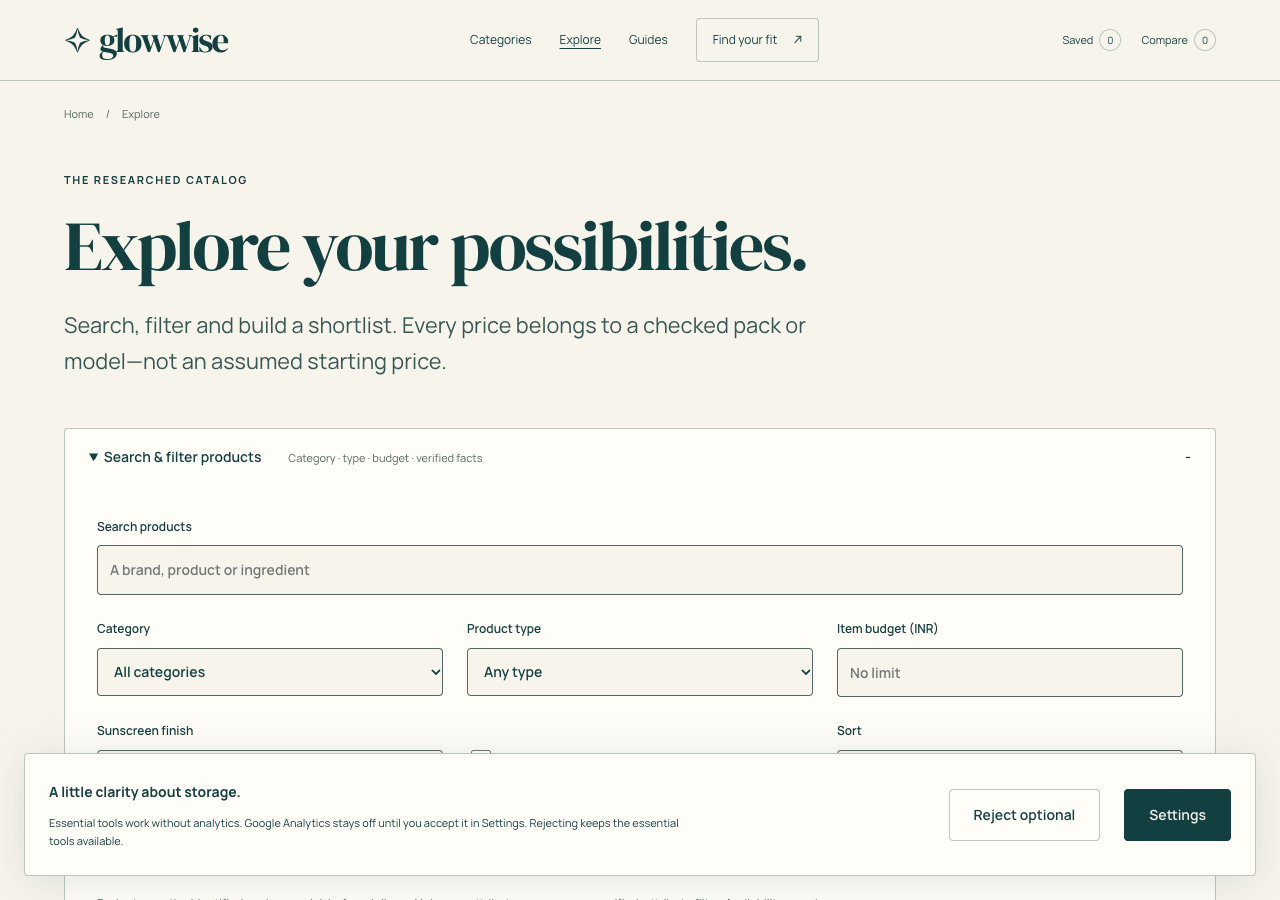 glowwise
Categories
Explore
Guides
Find your fit ↗
Saved 0
Compare 0
Home / Explore
THE RESEARCHED CATALOG
Explore your possibilities.
Search, filter and build a shortlist. Every price belongs to a checked pack or
model—not an assumed starting price.
▼ Search & filter products
Category · type · budget · verified facts
-
Search products
A brand, product or ingredient
Category
Product type
Item budget (INR)
All categories
Any type
No limit
Sunscreen finish
Sort
A little clarity about storage.
Essential tools work without analytics. Google Analytics stays off until you accept it in Settings. Rejecting keeps the essential
tools available.
Reject optional
Settings